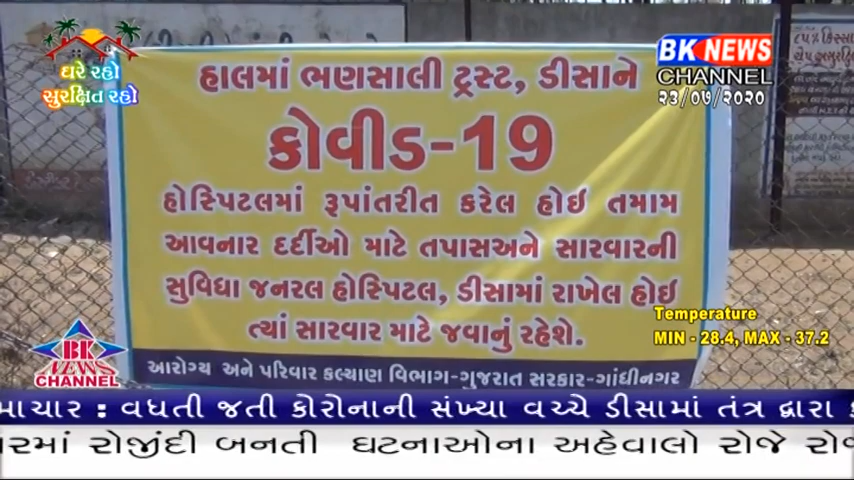 ઘરે રહો
સુરક્ષિત રહો
BK NEWS
CHANNEL
૨૩/૦૭/૨૦૨૦
હાલમાં ભણસાલી ટ્રસ્ટ, ડીસાને
કોવીડ-19
હોસ્પિટલમાં રૂપાંતરીત કરેલ હોઈ તમામ
આવનાર દર્દીઓ માટે તપાસઅને સારવારની
સુવિધા જનરલ હોસ્પિટલ, ડીસામાં રાખેલ હોઈ
ત્યાં સારવાર માટે જવાનું રહેશે.
આરોગ્ય અને પરિવાર કલ્યાણ વિભાગ-ગુજરાત સરકાર-ગાંધીનગર
Temperature
MIN - 28.4, MAX - 37.2
BK
NEWS
CHANNEL
માચાર : વધતી જતી કોરોનાની સંખ્યા વચ્ચે ડીસામાં તંત્ર દ્વારા
રમાં રોજીંદી બનતી ઘટનાઓના અહેવાલો રોજે રોજ